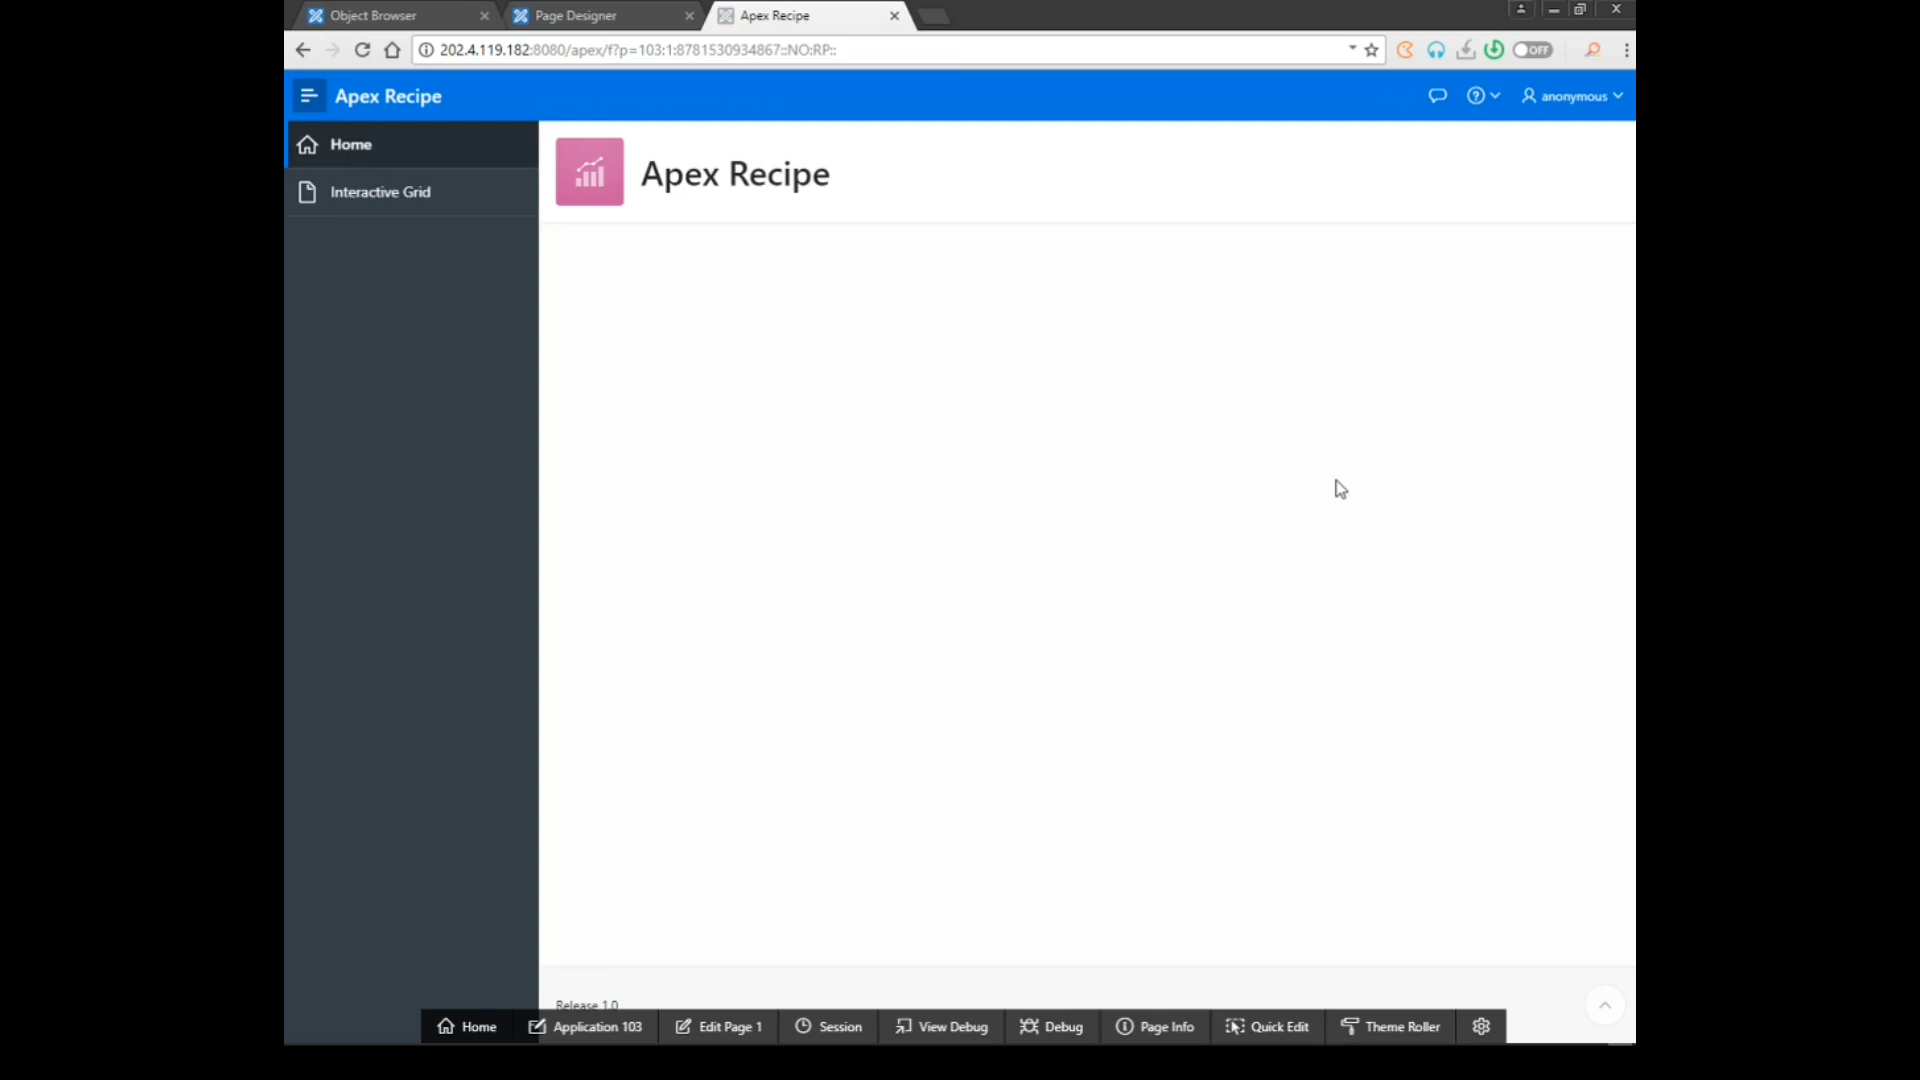 Object Browser
Page Designer
Apex Recipe
202.4.119.182:8080/apex/f?p=103:1:8781530934867::NO:RP::
OFF
Apex Recipe
anonymous
Home
Interactive Grid
Apex Recipe
Release 1.0
Home
Application 103
Edit Page 1
Session
View Debug
Debug
Page Info
Quick Edit
Theme Roller